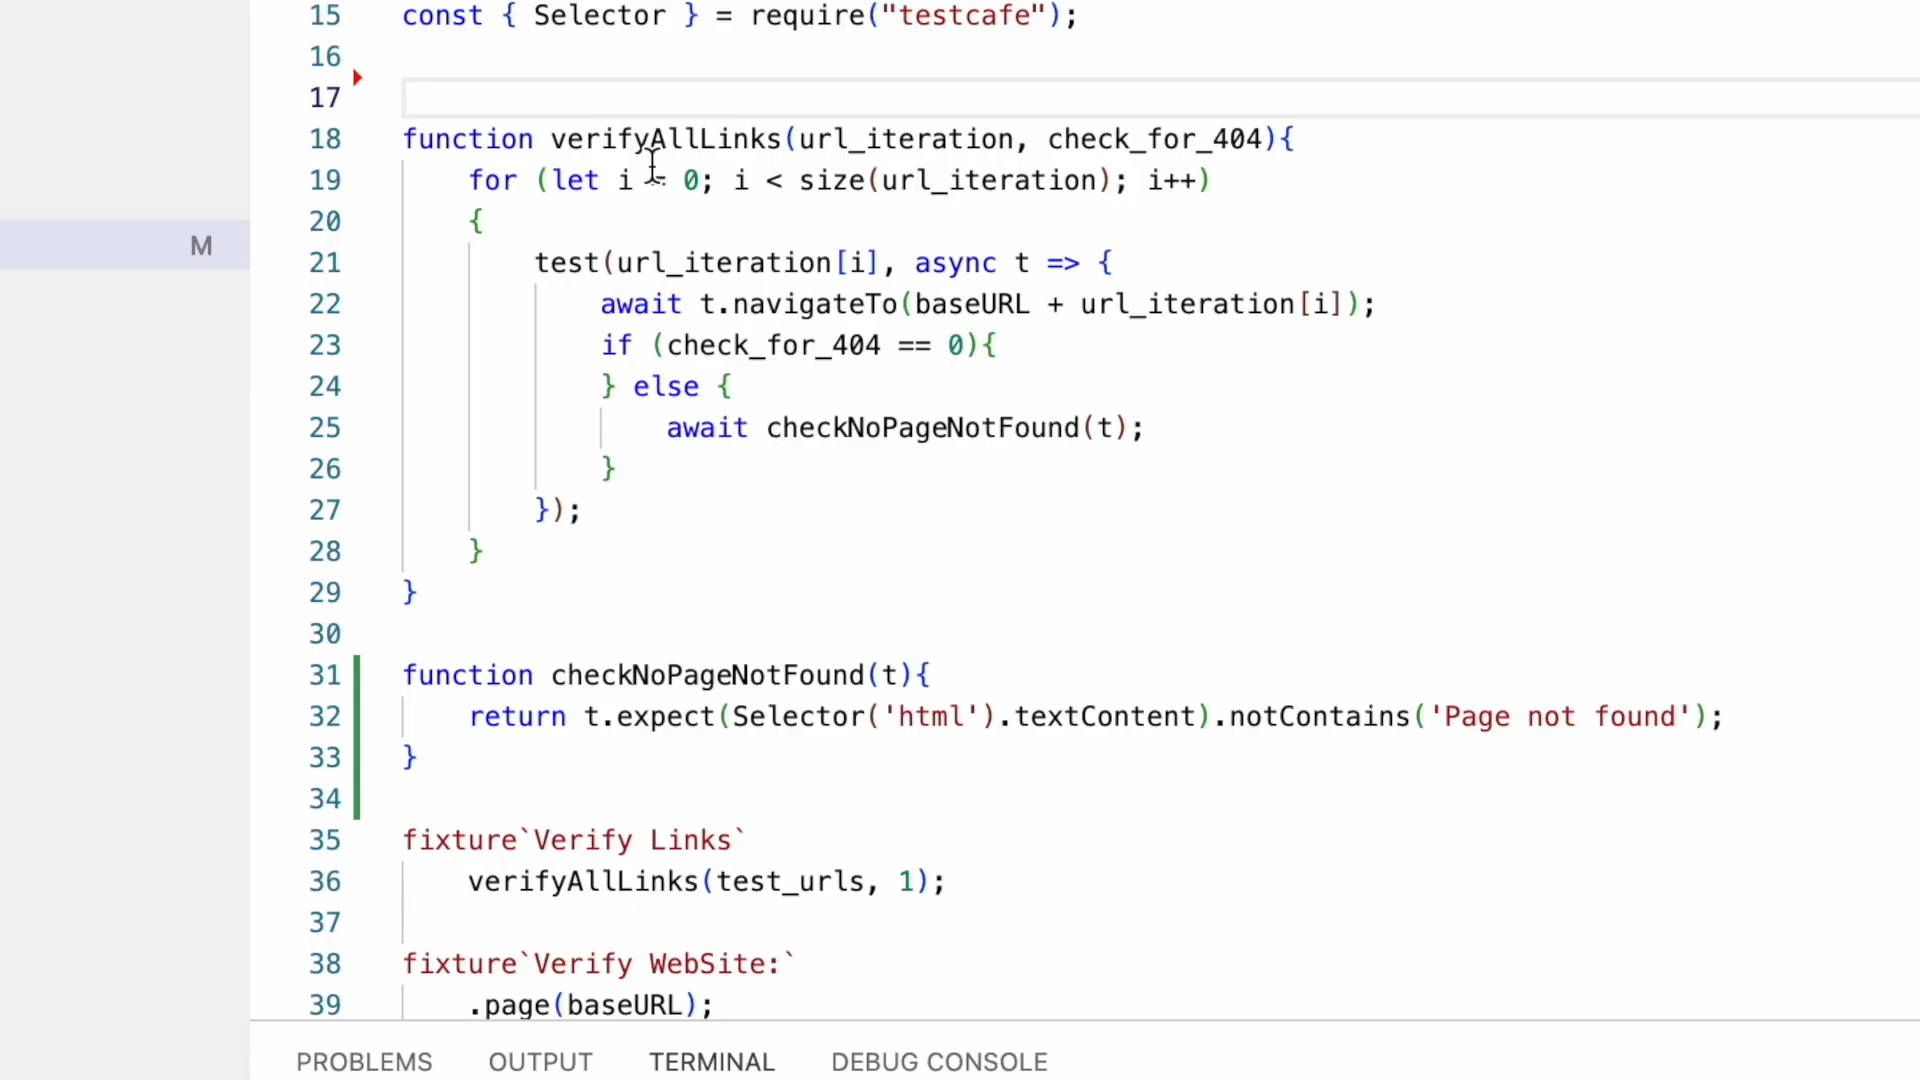 15 const { Selector } = require("testcafe");
16
17
18 function verifyAllLinks(url_iteration, check_for_404){
19 for (let i = 0; i < size(url_iteration); i++)
20 {
M
21 test(url_iteration[i], async t => {
22 await t.navigateTo(baseURL + url_iteration[i]);
23 if (check_for_404 == 0){
24 } else {
25 await checkNoPageNotFound(t);
26 }
27 });
28 }
29 }
30
31 function checkNoPageNotFound(t){
32 return t.expect(Selector('html').textContent).notContains('Page not found');
33 }
34
35 fixture`Verify Links`
36 verifyAllLinks(test_urls, 1);
37
38 fixture`Verify WebSite:`
39 .page(baseURL);
PROBLEMS OUTPUT TERMINAL DEBUG CONSOLE